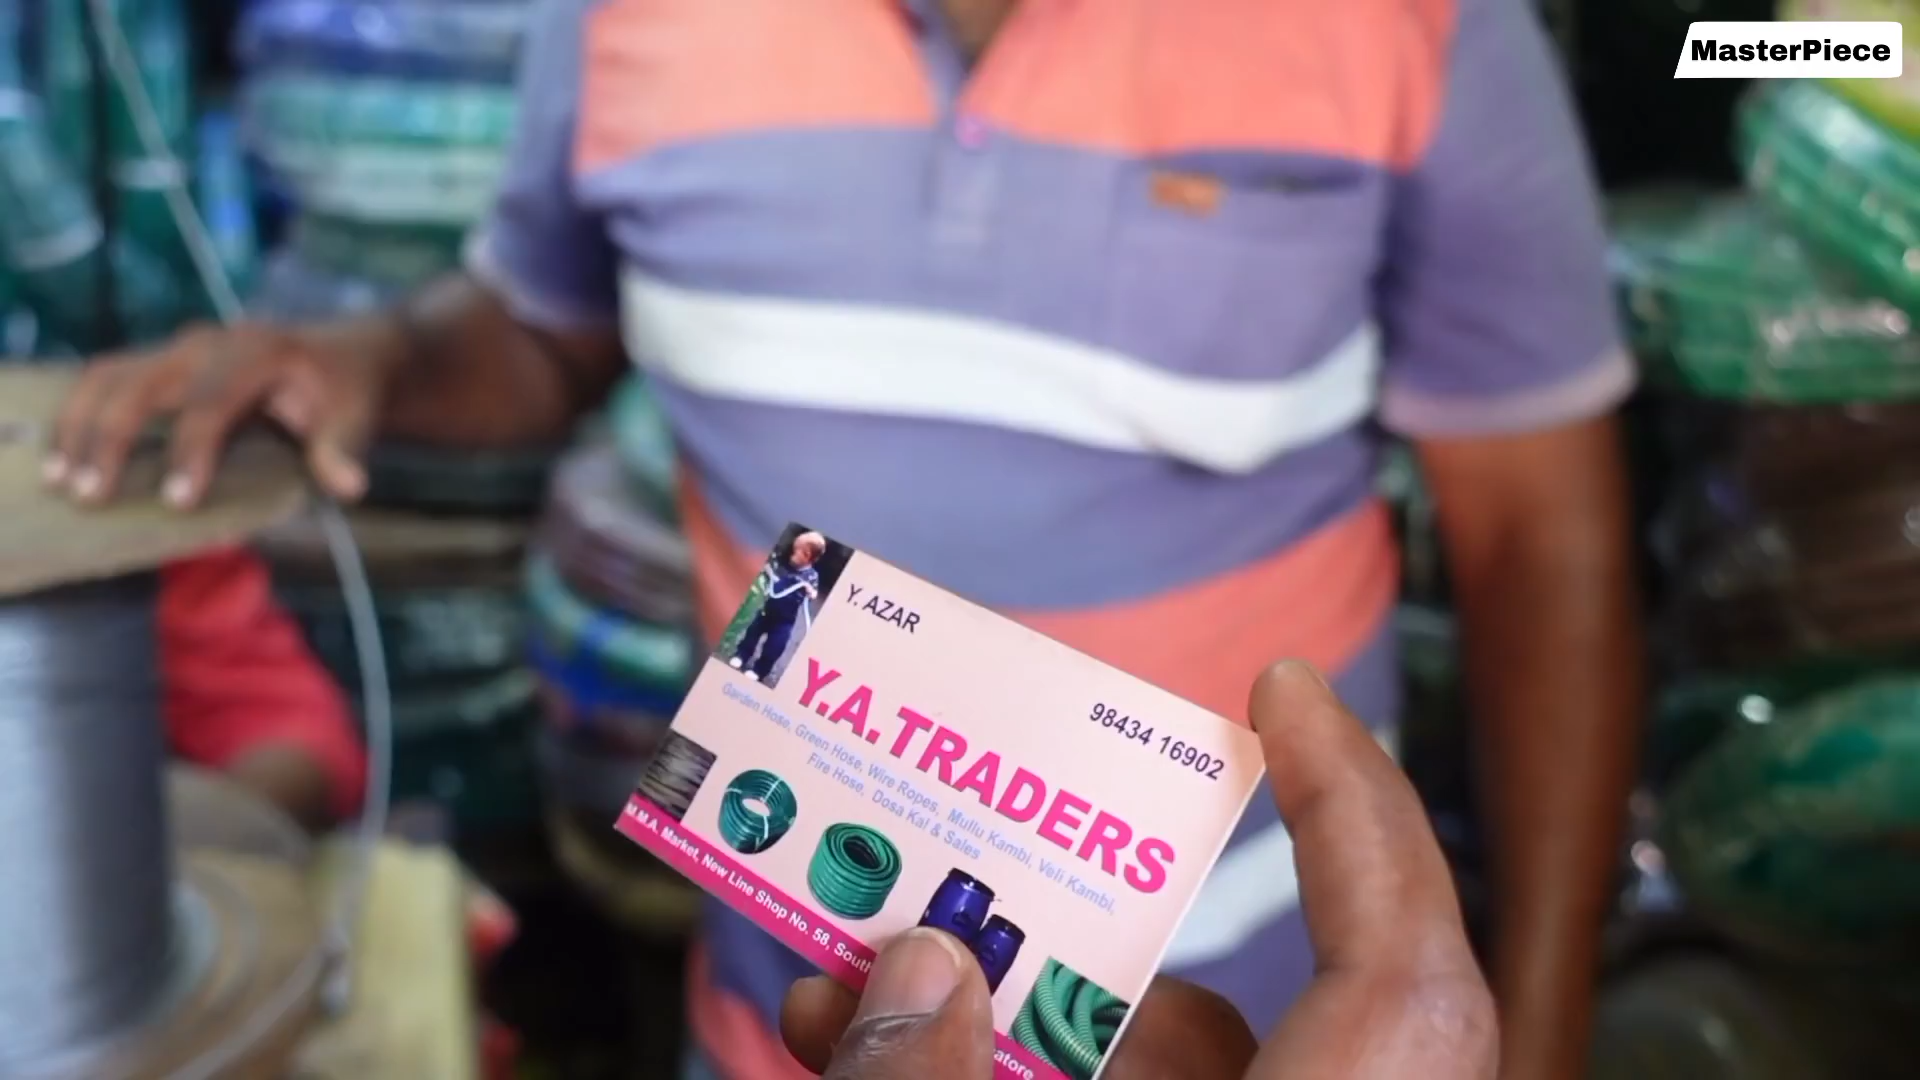 MasterPiece
Y. AZAR
98434 16902
Y.A. TRADERS
Garden Hose, Green Hose, Wire Ropes, Mullu Kambi, Veli Kambi,
Fire Hose, Dosa Kal & Sales
M.M.A. Market, New Line Shop No. 58, South
atore